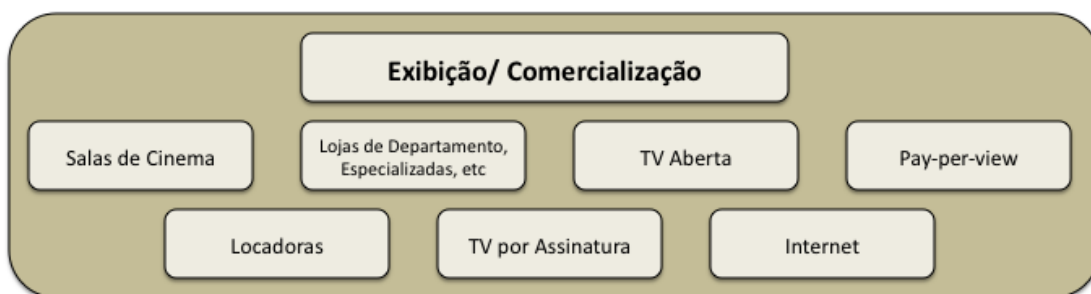 Exibição/ Comercialização
Salas de Cinema
Lojas de Departamento,
Especializadas, etc
TV Aberta
Pay-per-view
Locadoras
TV por Assinatura
Internet